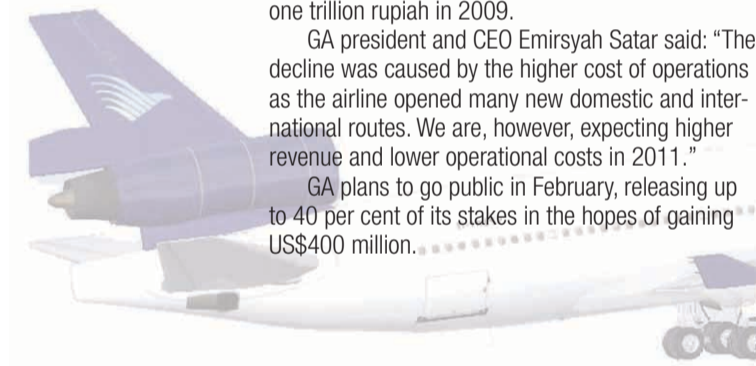 one trillion rupiah in 2009.
GA president and CEO Emirsyah Satar said: “The
decline was caused by the higher cost of operations
as the airline opened many new domestic and inter-
national routes. We are, however, expecting higher
revenue and lower operational costs in 2011.”
GA plans to go public in February, releasing up
to 40 per cent of its stakes in the hopes of gaining
US$400 million.